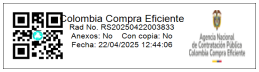 Colombia Compra Eficiente
Rad No. RS20250422003833
Anexos: No Con copia: No
Fecha: 22/04/2025 12:44:06
Agencia Nacional
de Contratación Pública
Colombia Compra Eficiente